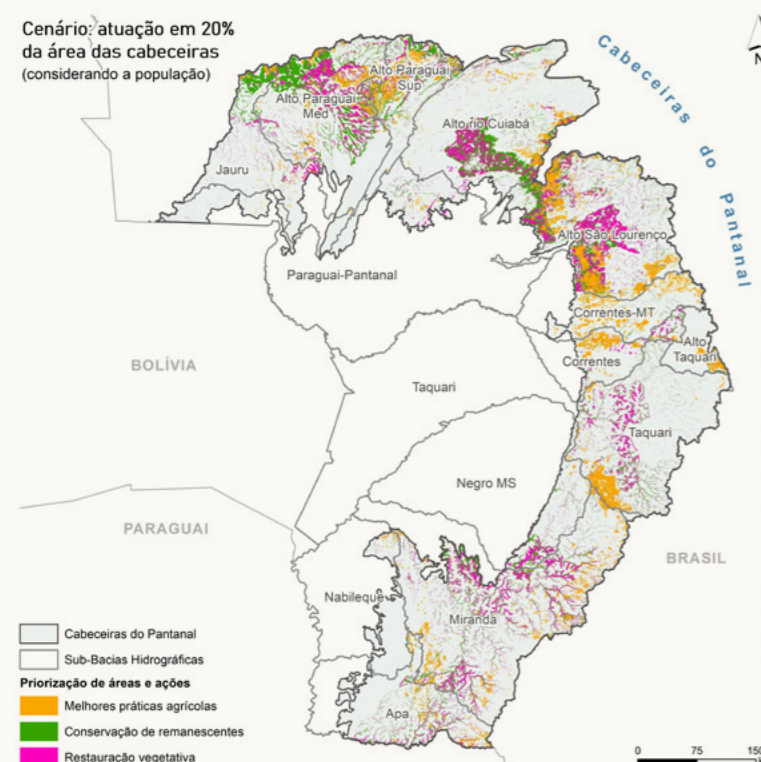 Cenário: atuação em 20%
da área das cabeceiras
(considerando a população)
Cabeceiras do Pantanal
N
Alto Paraguai
Sup
Alto Paraguai
Med
Alto rio Cuiabá
Jauru
Alto São Lourenço
Paraguai-Pantanal
Correntes-MT
Alto
Taquari
Correntes
BOLÍVIA
Taquari
Taquari
Negro MS
PARAGUAI
BRASIL
Nabileque
Miranda
Apa
Cabeceiras do Pantanal
Sub-Bacias Hidrográficas
Priorização de áreas e ações
Melhores práticas agrícolas
Conservação de remanescentes
Restauração vegetativa
0 75 150